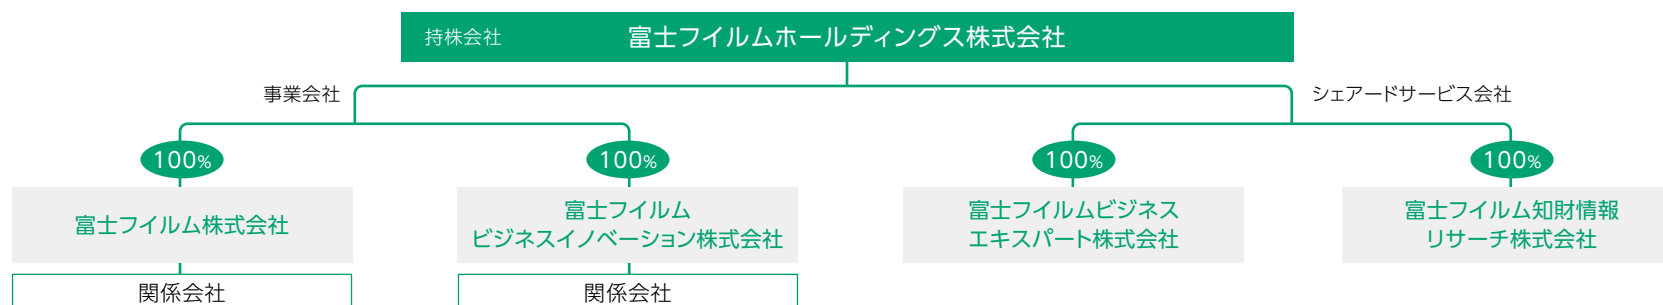 持株会社 富士フイルムホールディングス株式会社
事業会社
シェアードサービス会社
100%
100%
100%
100%
富士フイルム株式会社
富士フイルム
ビジネスイノベーション株式会社
富士フイルムビジネス
エキスパート株式会社
富士フイルム知財情報
リサーチ株式会社
関係会社
関係会社